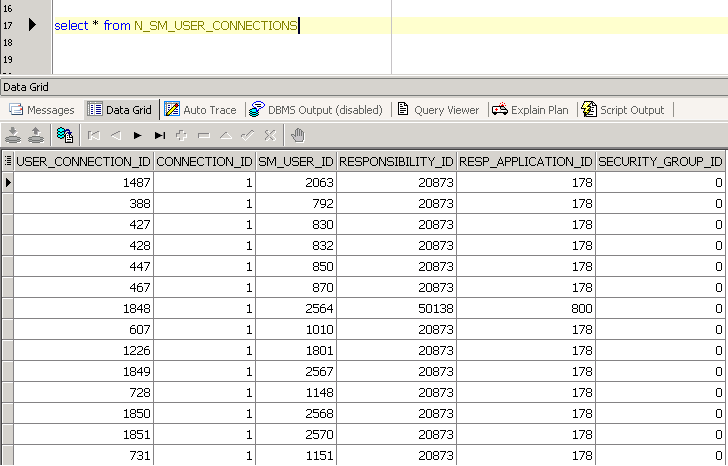 16
17 select * from N_SM_USER_CONNECTIONS
18
19
Data Grid
Messages Data Grid Auto Trace DBMS Output (disabled) Query Viewer Explain Plan Script Output
USER_CONNECTION_ID CONNECTION_ID SM_USER_ID RESPONSIBILITY_ID RESP_APPLICATION_ID SECURITY_GROUP_ID
1487 1 2063 20873 178 0
388 1 792 20873 178 0
427 1 830 20873 178 0
428 1 832 20873 178 0
447 1 850 20873 178 0
467 1 870 20873 178 0
1848 1 2564 50138 800 0
607 1 1010 20873 178 0
1226 1 1801 20873 178 0
1849 1 2567 20873 178 0
728 1 1148 20873 178 0
1850 1 2568 20873 178 0
1851 1 2570 20873 178 0
731 1 1151 20873 178 0